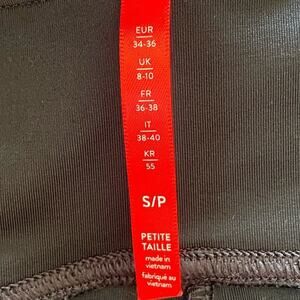 EUR
34-36
UK
8-10
FR
36-38
IT
38-40
KR
55
S/P
PETITE
TAILLE
made in
vietnam
fabriqué au
vietnam